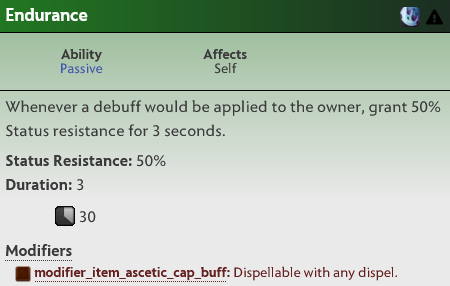 Endurance
Ability Affects
Passive Self
Whenever a debuff would be applied to the owner, grant 50%
Status resistance for 3 seconds.
Status Resistance: 50%
Duration: 3
30
Modifiers
modifier_item_ascetic_cap_buff: Dispellable with any dispel.